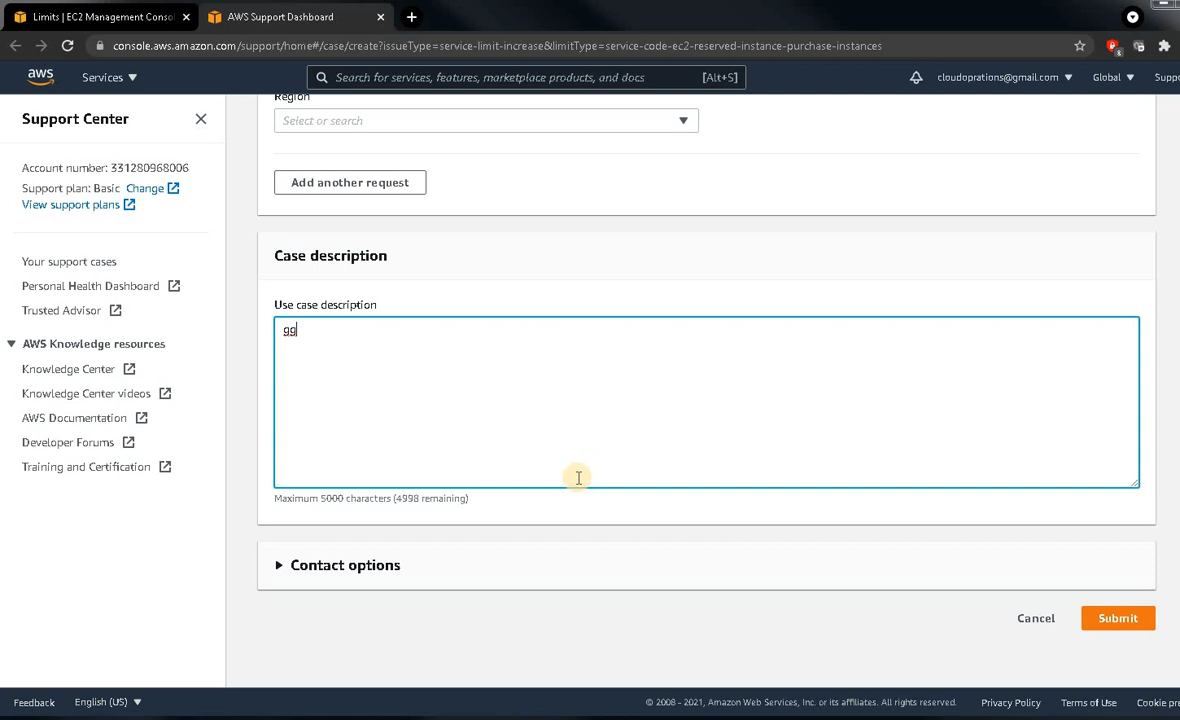 Limits | EC2 Management Consol
AWS Support Dashboard
console.aws.amazon.com/support/home#/case/create?issueType=service-limit-increase&limitType=service-code-ec2-reserved-instance-purchase-instances
8
aws
Services
Search for services, features, marketplace products, and docs
[Alt+S]
cloudoprations@gmail.com
Global
Suppo
Support Center
Account number: 331280968006
Support plan: Basic Change
View support plans
Your support cases
Personal Health Dashboard
Trusted Advisor
AWS Knowledge resources
Knowledge Center
Knowledge Center videos
AWS Documentation
Developer Forums
Training and Certification
Region
Select or search
Add another request
Case description
Use case description
gg
Maximum 5000 characters (4998 remaining)
Contact options
Cancel
Submit
Feedback
English (US)
© 2008 - 2021, Amazon Web Services, Inc. or its affiliates. All rights reserved.
Privacy Policy
Terms of Use
Cookie pre